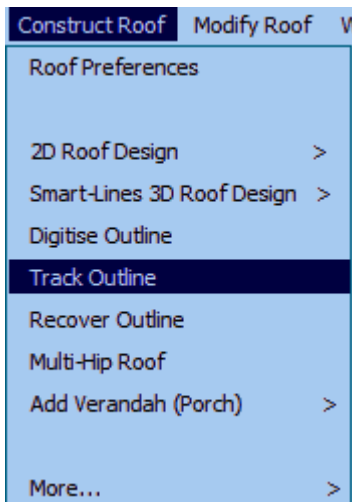 Construct Roof Modify Roof
Roof Preferences
2D Roof Design >
Smart-Lines 3D Roof Design >
Digitise Outline
Track Outline
Recover Outline
Multi-Hip Roof
Add Verandah (Porch) >
More... >